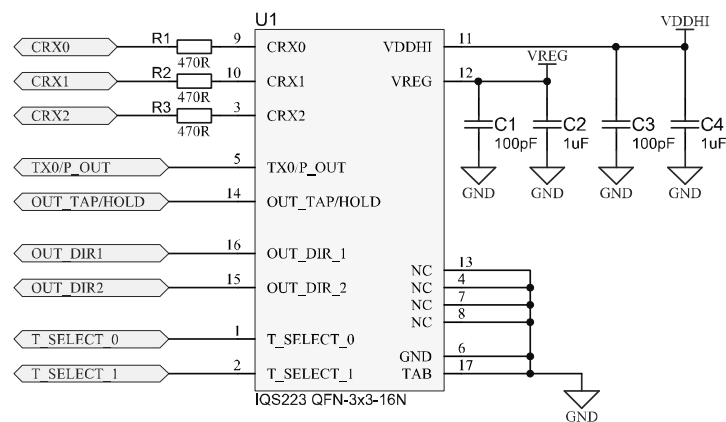 U1
VDDHI
CRX0
R1
470R
9
CRX0
VDDHI
11
CRX1
R2
470R
10
CRX1
VREG
12
VREG
CRX2
R3
470R
3
CRX2
C1
100pF
C2
1uF
C3
100pF
C4
1uF
TX0/P_OUT
5
TX0/P_OUT
GND
GND
GND
GND
OUT_TAP/HOLD
14
OUT_TAP/HOLD
OUT_DIR1
16
OUT_DIR_1
OUT_DIR2
15
OUT_DIR_2
NC
13
NC
4
NC
7
NC
8
T_SELECT_0
1
T_SELECT_0
GND
6
T_SELECT_1
2
T_SELECT_1
TAB
17
IQS223 QFN-3x3-16N
GND